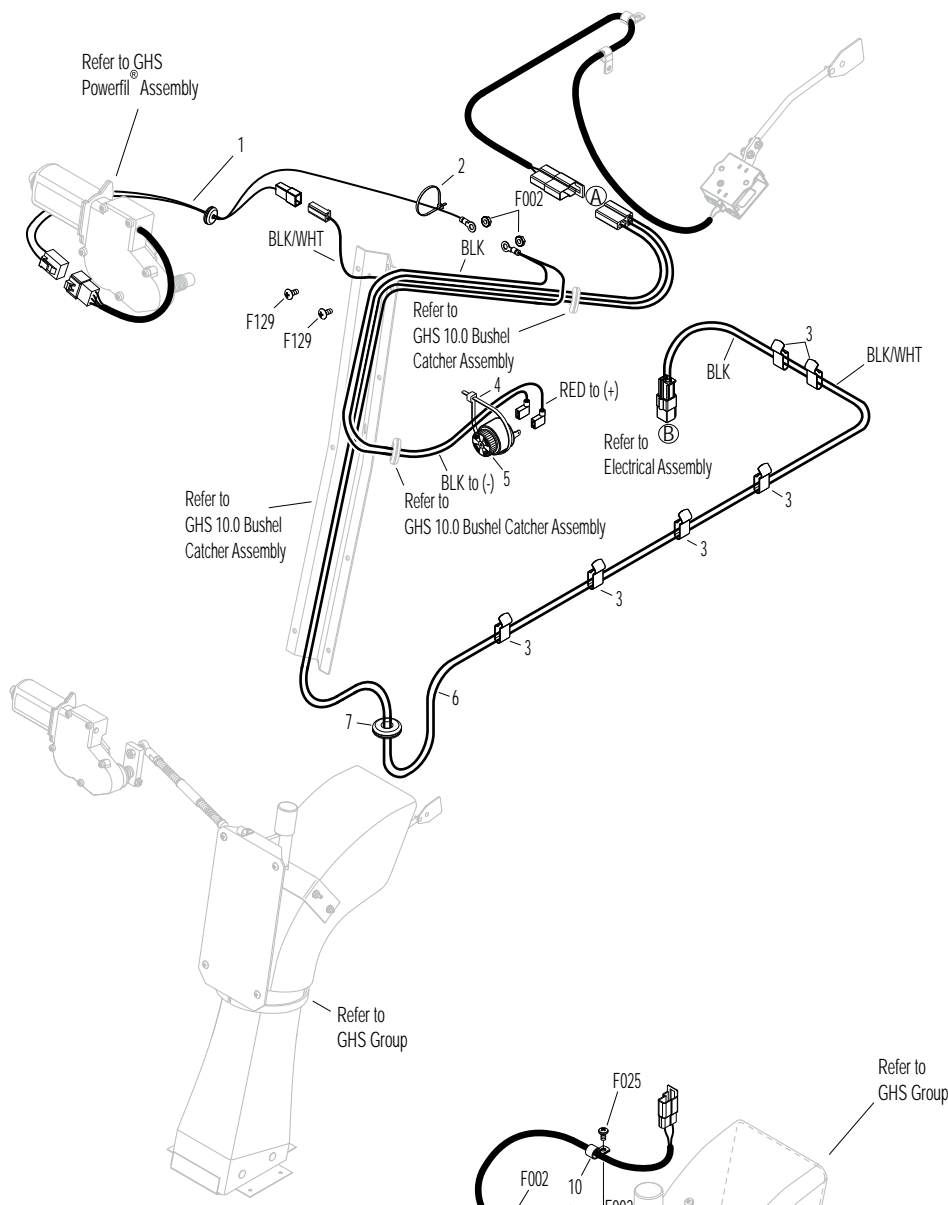 Refer to GHS
Powerfil® Assembly
1
2
F002
A
BLK/WHT
BLK
F129
F129
Refer to
GHS 10.0 Bushel
Catcher Assembly
3
BLK/WHT
BLK
4
RED to (+)
B
Refer to
Electrical Assembly
BLK to (-)
5
3
Refer to
GHS 10.0 Bushel
Catcher Assembly
Refer to
GHS 10.0 Bushel Catcher Assembly
3
3
3
6
7
Refer to
GHS Group
Refer to
GHS Group
F025
F002
10